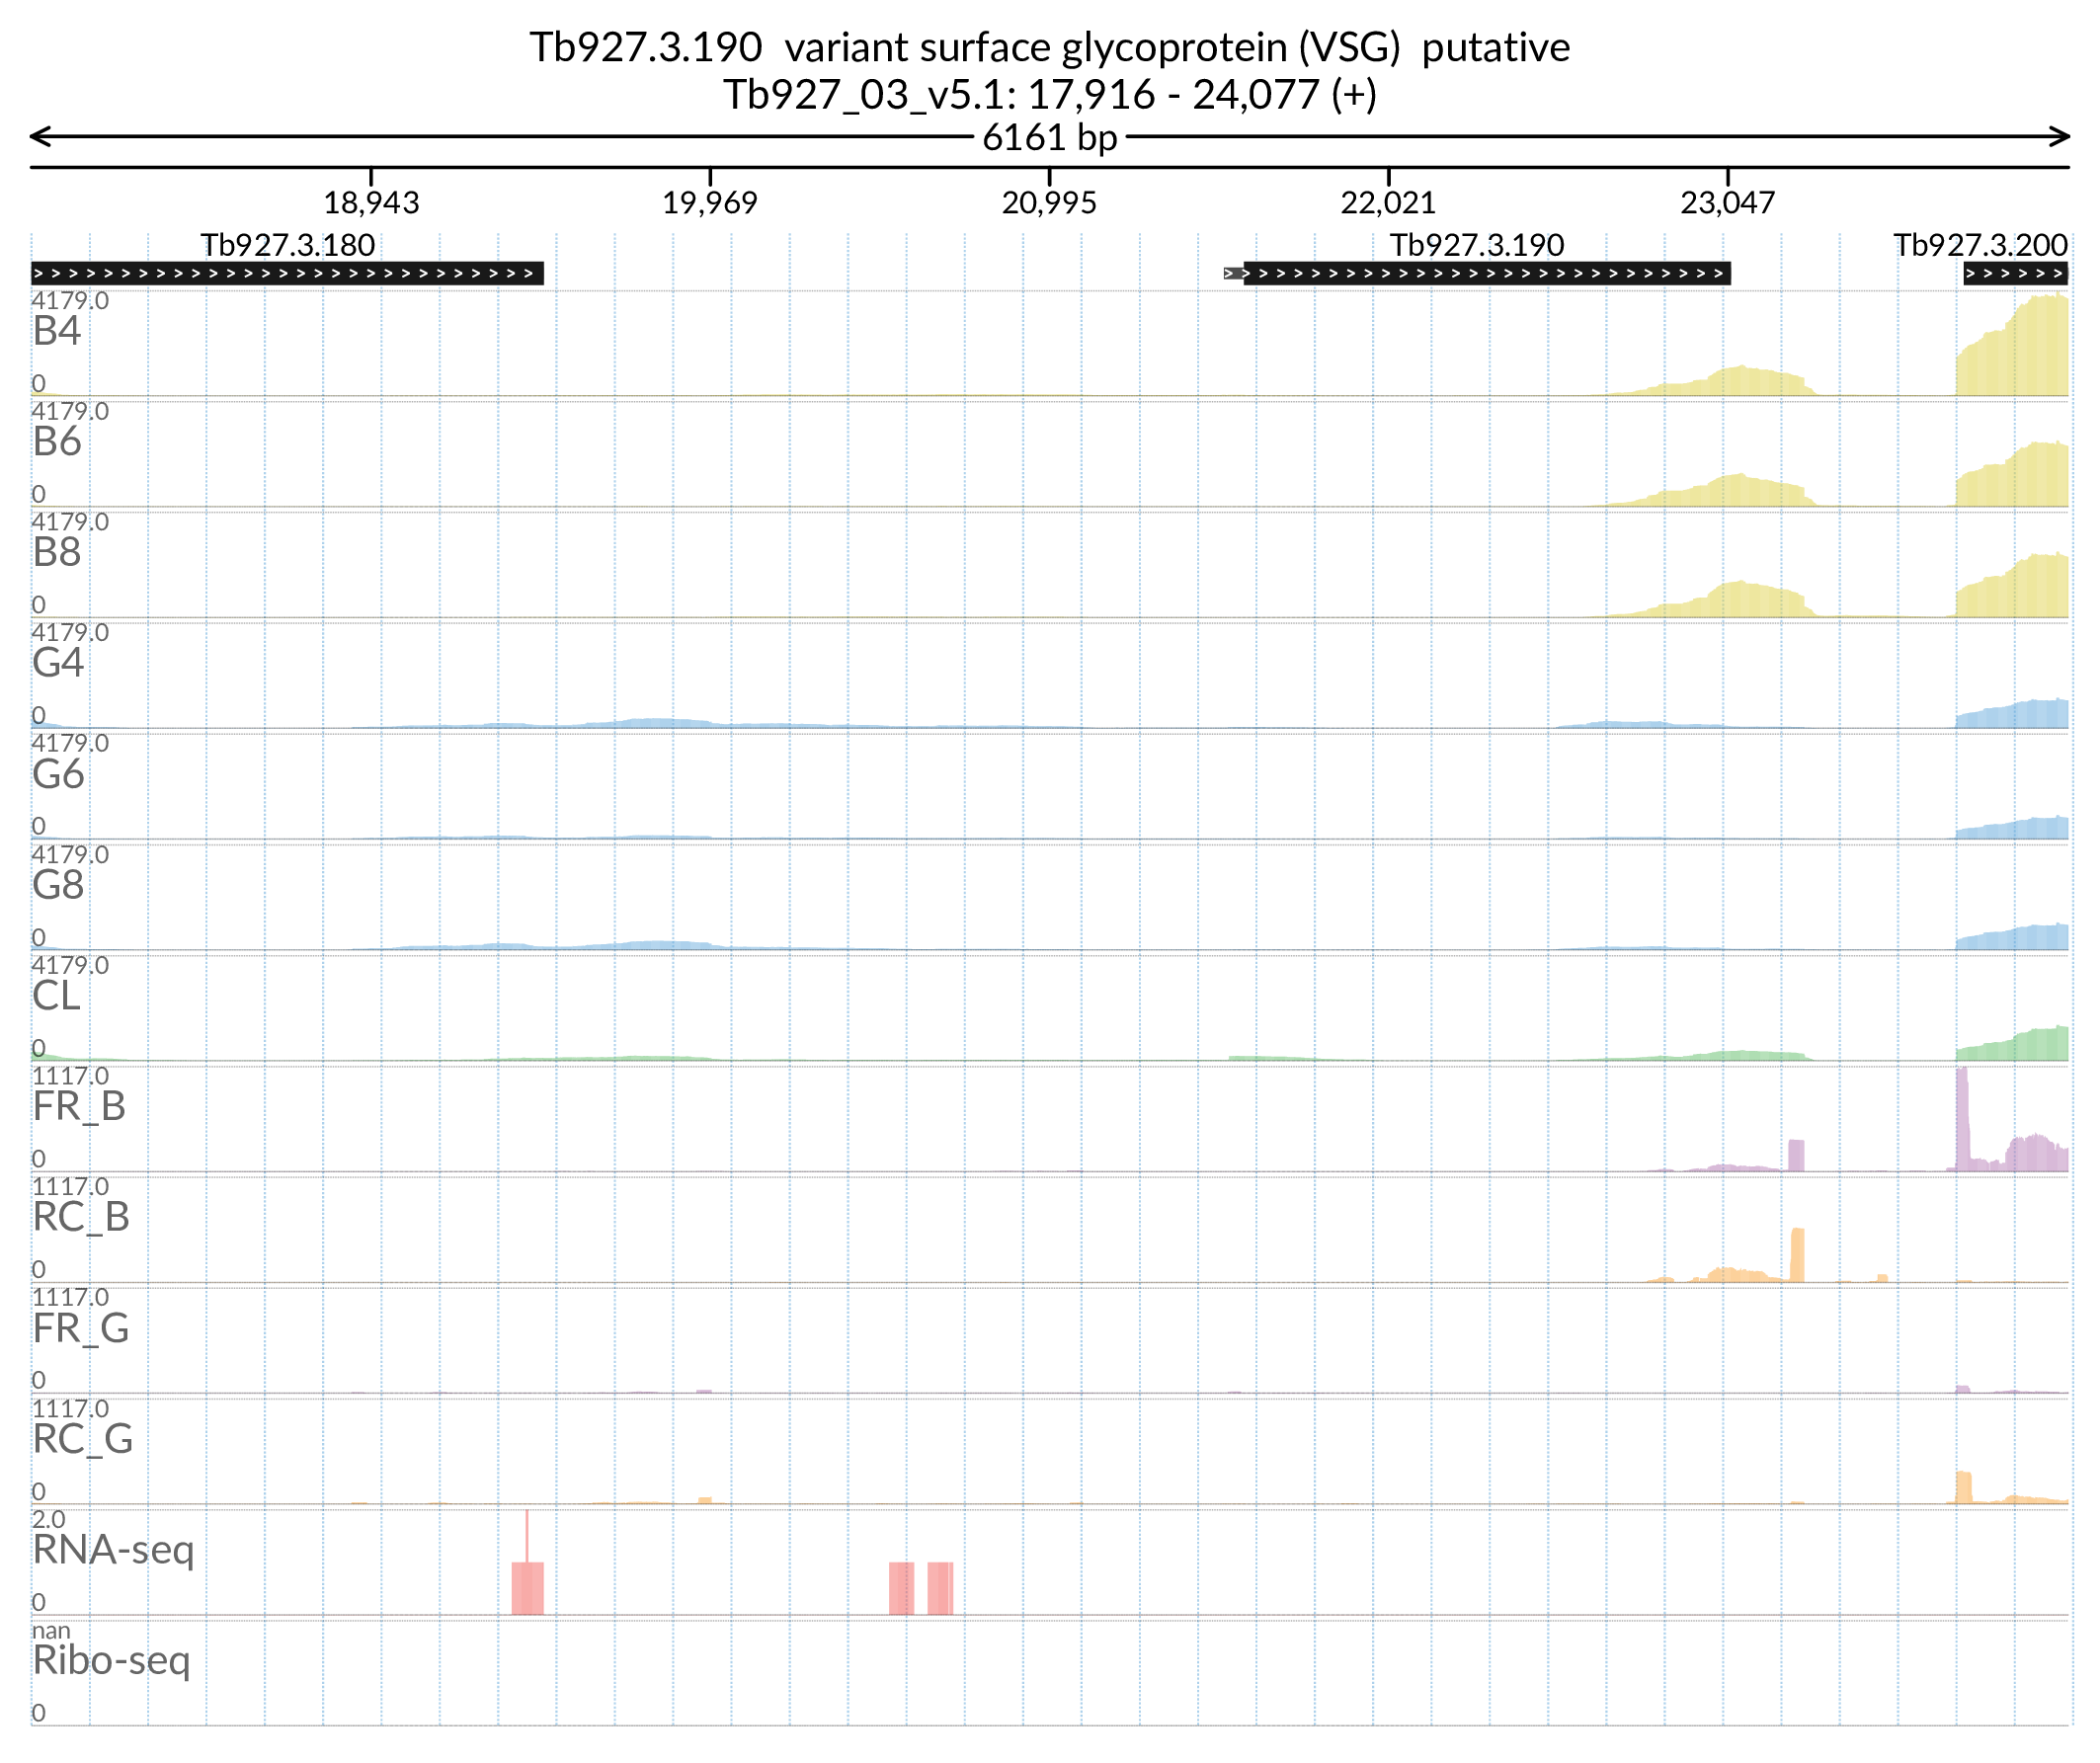 Tb927.3.190  variant surface glycoprotein (VSG)  putative
Tb927_03_v5.1: 17,916 - 24,077 (+)
6161 bp
18,943 19,969 20,995 22,021 23,047
Tb927.3.180 Tb927.3.190 Tb927.3.200
4179.0
B4
0
4179.0
B6
0
4179.0
B8
0
4179.0
G4
0
4179.0
G6
0
4179.0
G8
0
4179.0
CL
0
1117.0
FR_B
0
1117.0
RC_B
0
1117.0
FR_G
0
1117.0
RC_G
0
2.0
RNA-seq
0
nan
Ribo-seq
0